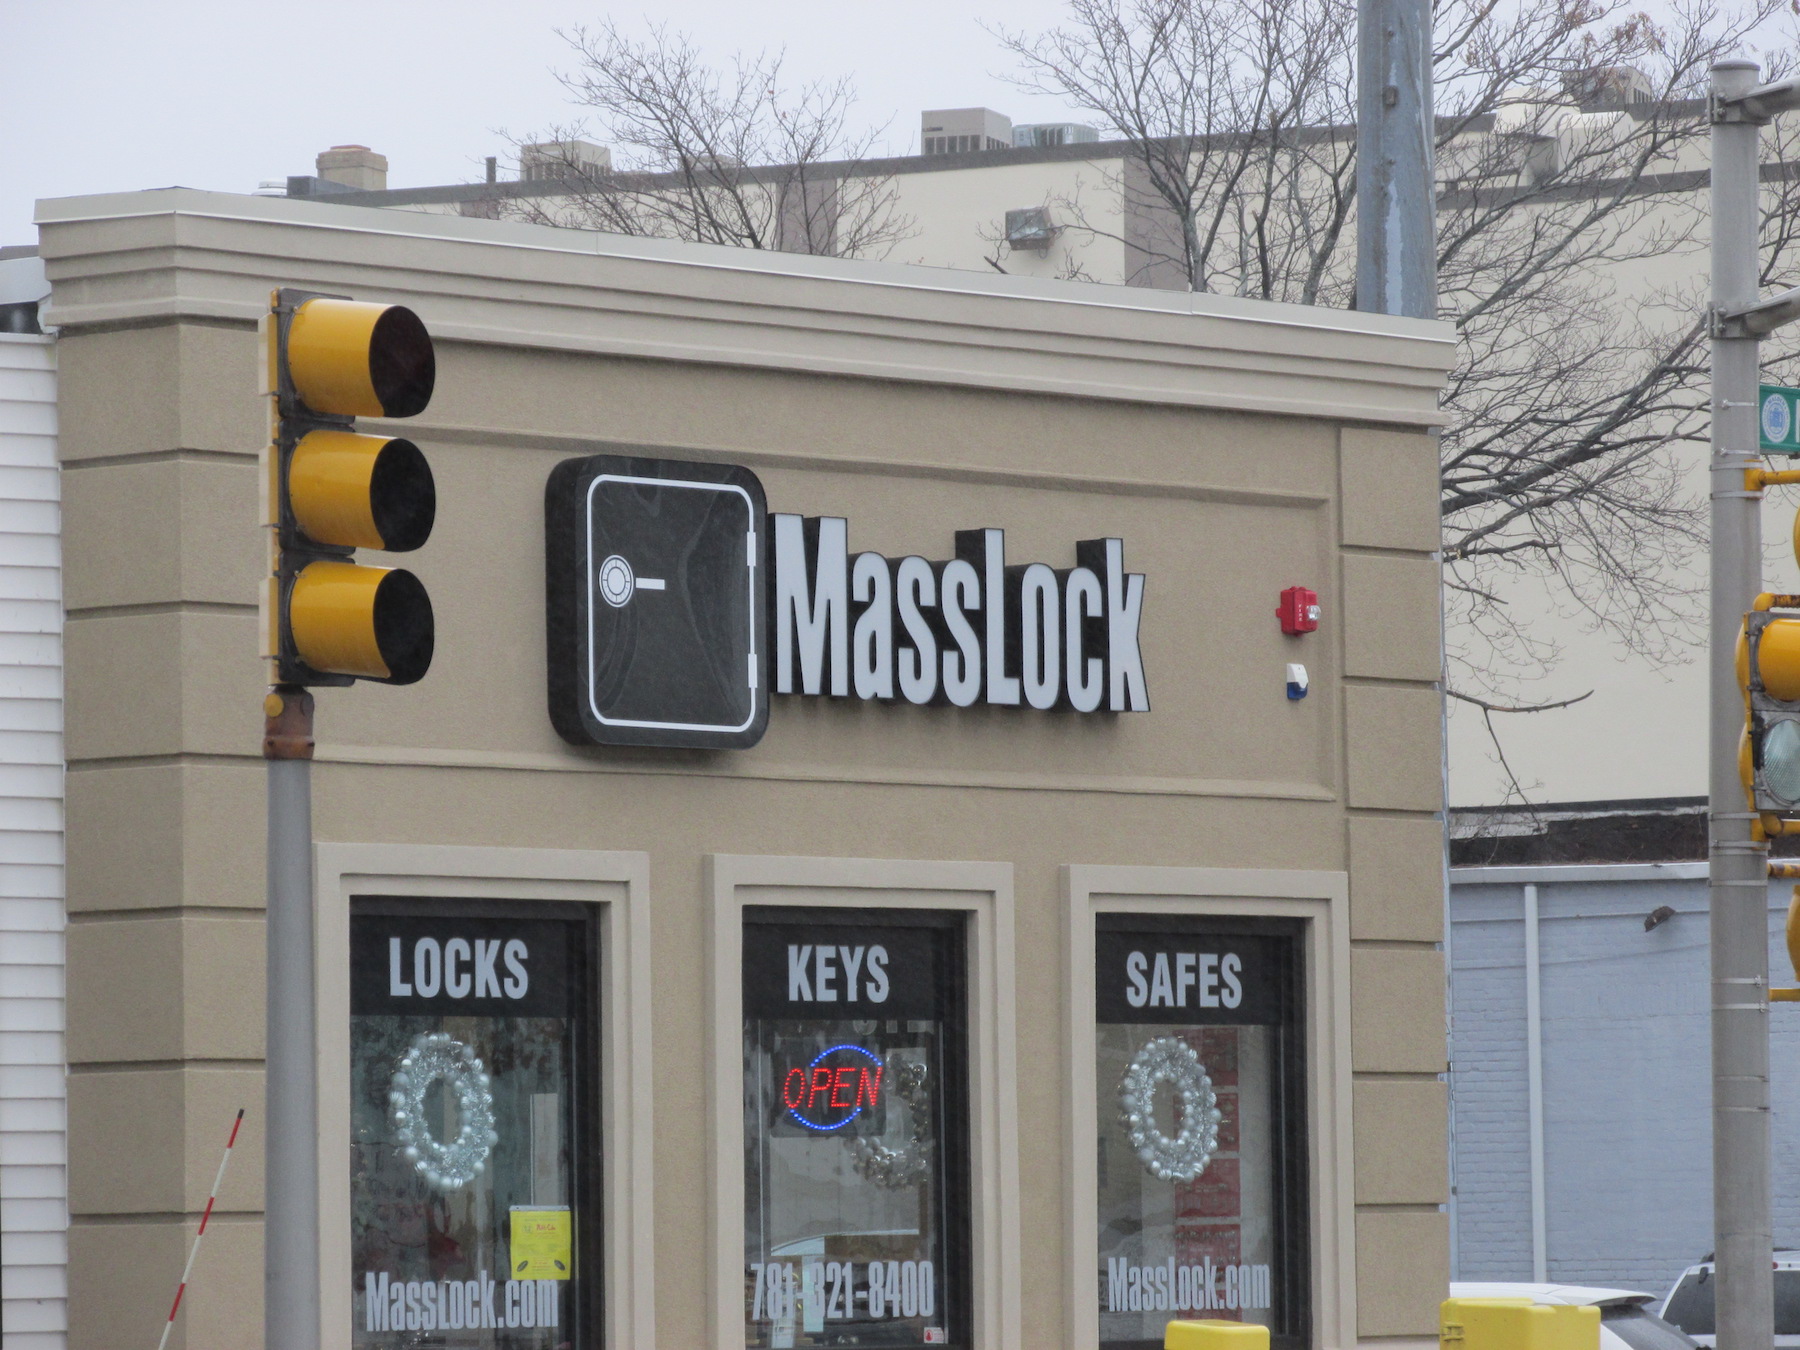 MassLock
LOCKS
KEYS
SAFES
OPEN
MassLock.com
781-321-8400
MassLock.com